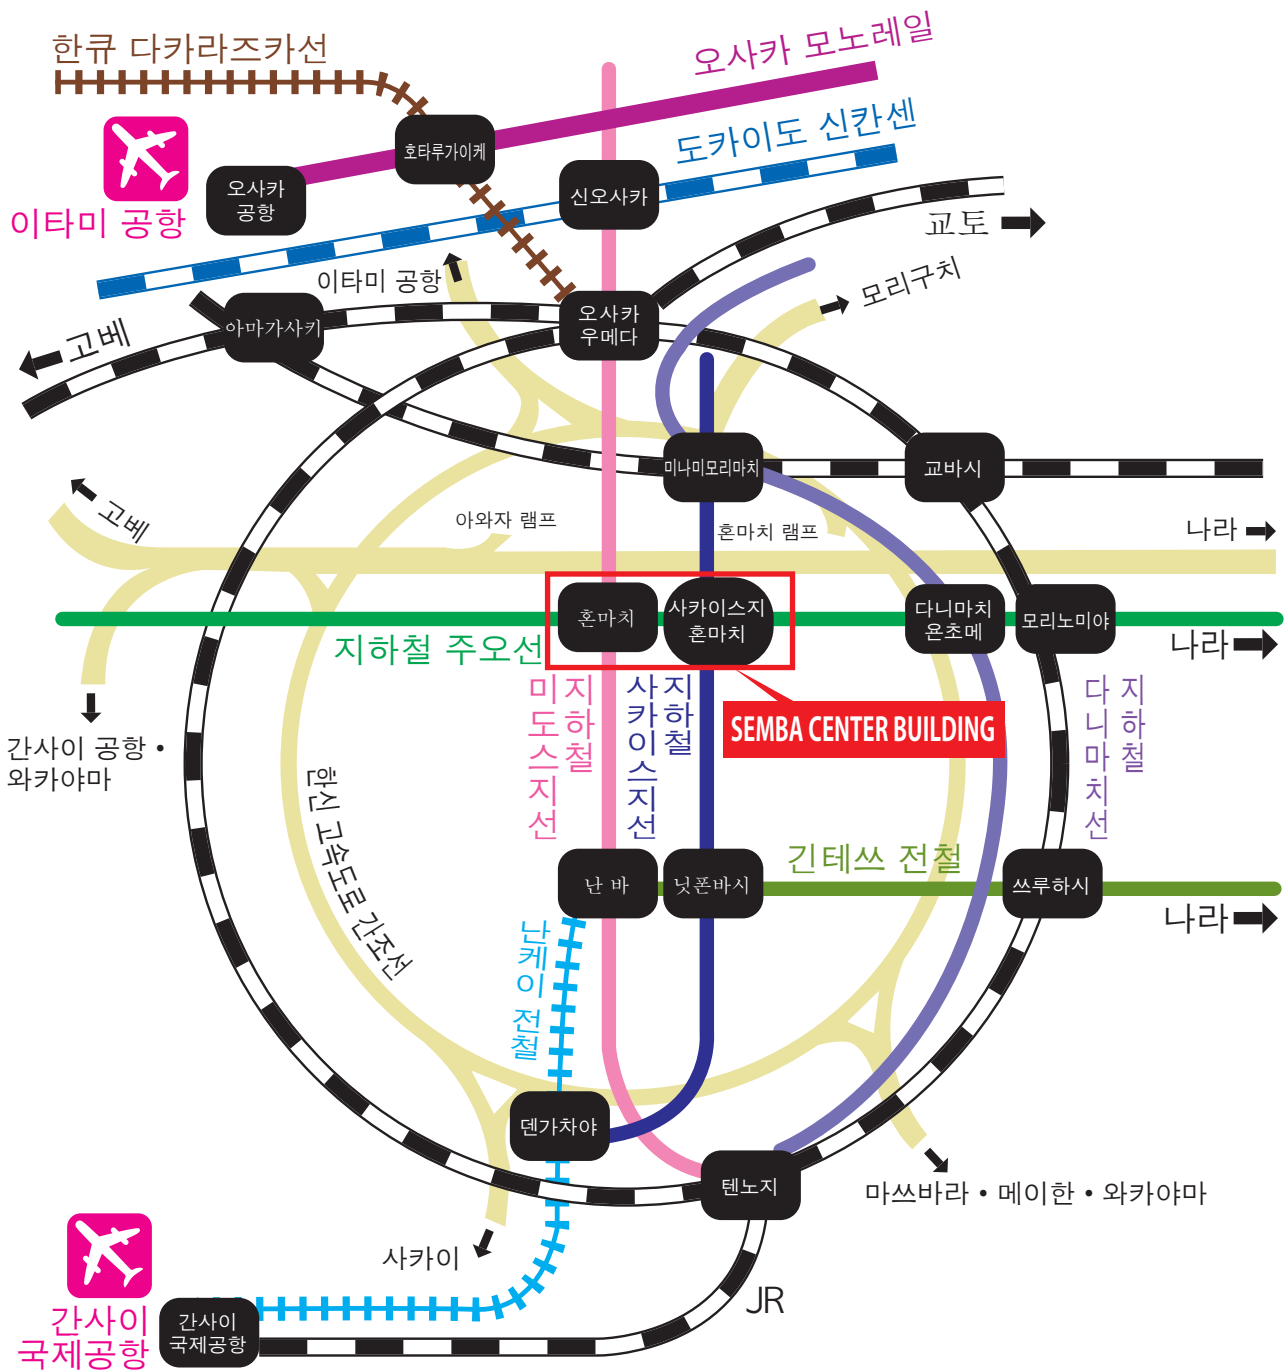 한큐 다카라즈카선
오사카 모노레일
도카이도 신칸센
호타루가이케
오사카
공항
이타미 공항
신오사카
교토
이타미 공항
모리구치
오사카
우메다
아마가사키
고베
미나미모리마치
교바시
고베
아와자 램프
혼마치 램프
나라
혼마치
사카이스지
혼마치
다니마치
욘초메
모리노미야
지하철 주오선
나라
지하철
미도스지선
지하철
사카이스지선
SEMBA CENTER BUILDING
지하철
다니마치선
간사이 공항 •
와카야마
한신 고속도로 간조선
긴테쓰 전철
난 바
닛폰바시
쓰루하시
나라
난케이 전철
덴가차야
텐노지
마쓰바라 • 메이한 • 와카야마
사카이
JR
간사이
국제공항
간사이
국제공항